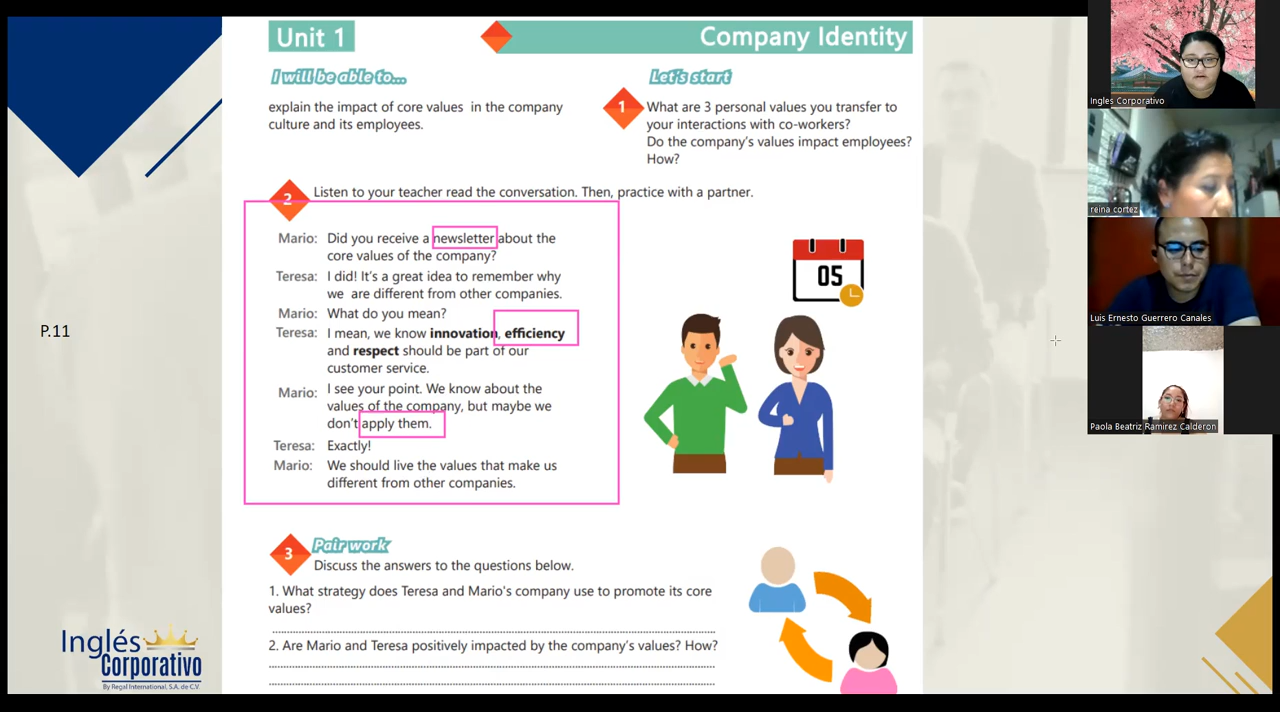 Unit 1
Company Identity
I will be able to...
explain the impact of core values in the company
culture and its employees.
Let's start
1
What are 3 personal values you transfer to
your interactions with co-workers?
Do the company's values impact employees?
How?
2
Listen to your teacher read the conversation. Then, practice with a partner.
Mario: Did you receive a newsletter about the
core values of the company?
Teresa: I did! It's a great idea to remember why
we are different from other companies.
Mario: What do you mean?
Teresa: I mean, we know innovation, efficiency
and respect should be part of our
customer service.
Mario: I see your point. We know about the
values of the company, but maybe we
don't apply them.
Teresa: Exactly!
Mario: We should live the values that make us
different from other companies.
05
P.11
3
Pair work
Discuss the answers to the questions below.
1. What strategy does Teresa and Mario's company use to promote its core
values?
2. Are Mario and Teresa positively impacted by the company's values? How?
Inglés
Corporativo
By Regal International, S.A. de C.V.
Ingles Corporativo
reina cortez
Luis Ernesto Guerrero Canales
Paola Beatriz Ramirez Calderon